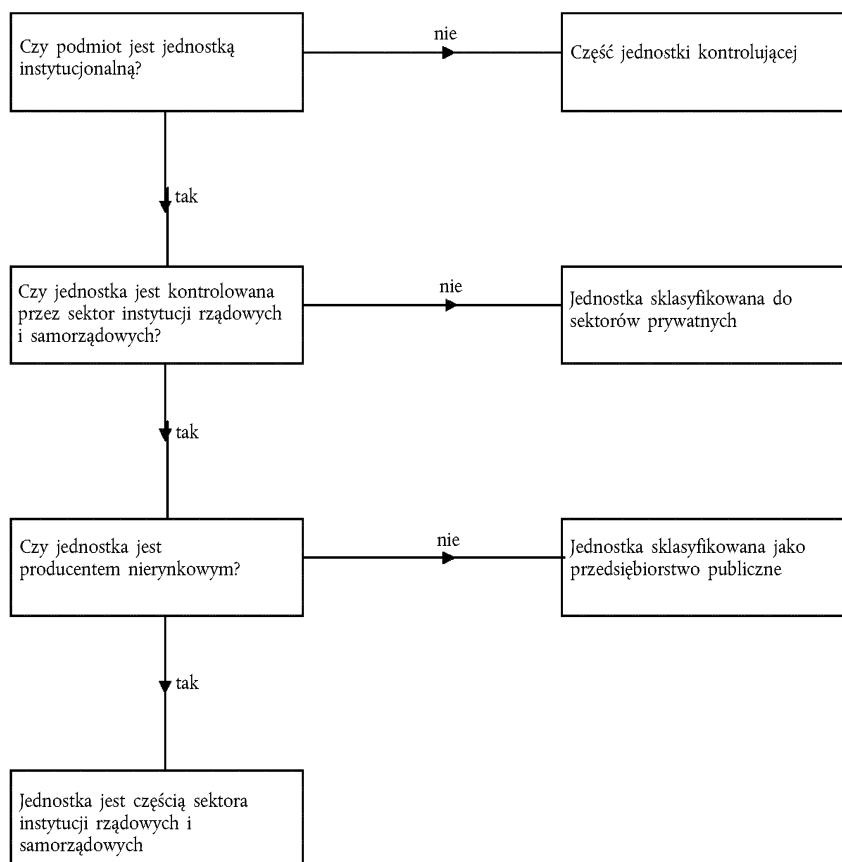 Czy podmiot jest jednostką
instytucjonalną?
nie
Część jednostki kontrolującej
tak
Czy jednostka jest kontrolowana
przez sektor instytucji rządowych
i samorządowych?
nie
Jednostka sklasyfikowana do
sektorów prywatnych
tak
Czy jednostka jest
producentem nierynkowym?
nie
Jednostka sklasyfikowana jako
przedsiębiorstwo publiczne
tak
Jednostka jest częścią sektora
instytucji rządowych i
samorządowych